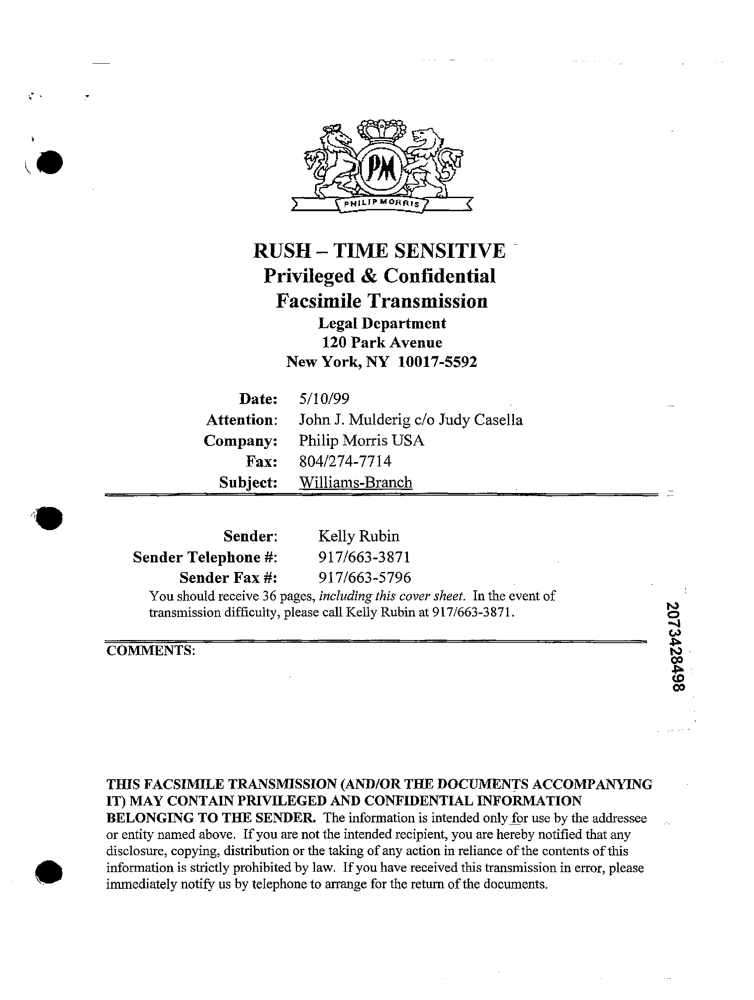 PM
PHILIP MORRIS
RUSH – TIME SENSITIVE
Privileged & Confidential
Facsimile Transmission
Legal Department
120 Park Avenue
New York, NY 10017-5592
Date: 5/10/99
Attention: John J. Mulderig c/o Judy Casella
Company: Philip Morris USA
Fax: 804/274-7714
Subject: Williams-Branch
Sender: Kelly Rubin
Sender Telephone #: 917/663-3871
Sender Fax #: 917/663-5796
You should receive 36 pages, including this cover sheet. In the event of
transmission difficulty, please call Kelly Rubin at 917/663-3871.
COMMENTS:
2073428498
THIS FACSIMILE TRANSMISSION (AND/OR THE DOCUMENTS ACCOMPANYING
IT) MAY CONTAIN PRIVILEGED AND CONFIDENTIAL INFORMATION
BELONGING TO THE SENDER. The information is intended only for use by the addressee
or entity named above. If you are not the intended recipient, you are hereby notified that any
disclosure, copying, distribution or the taking of any action in reliance of the contents of this
information is strictly prohibited by law. If you have received this transmission in error, please
immediately notify us by telephone to arrange for the return of the documents.